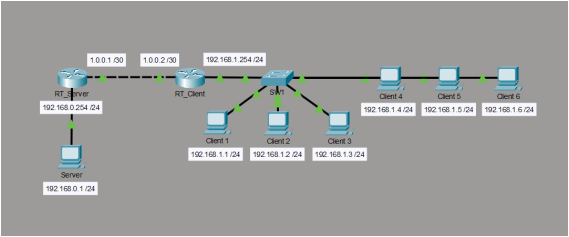 1.0.0.1 /30
1.0.0.2 /30
192.168.1.254 /24
RT_Server
RT_Client
SW1
Client 4
Client 5
Client 6
192.168.0.254 /24
192.168.1.4 /24
192.168.1.5 /24
192.168.1.6 /24
Client 1
Client 2
Client 3
192.168.1.1 /24
192.168.1.2 /24
192.168.1.3 /24
Server
192.168.0.1 /24